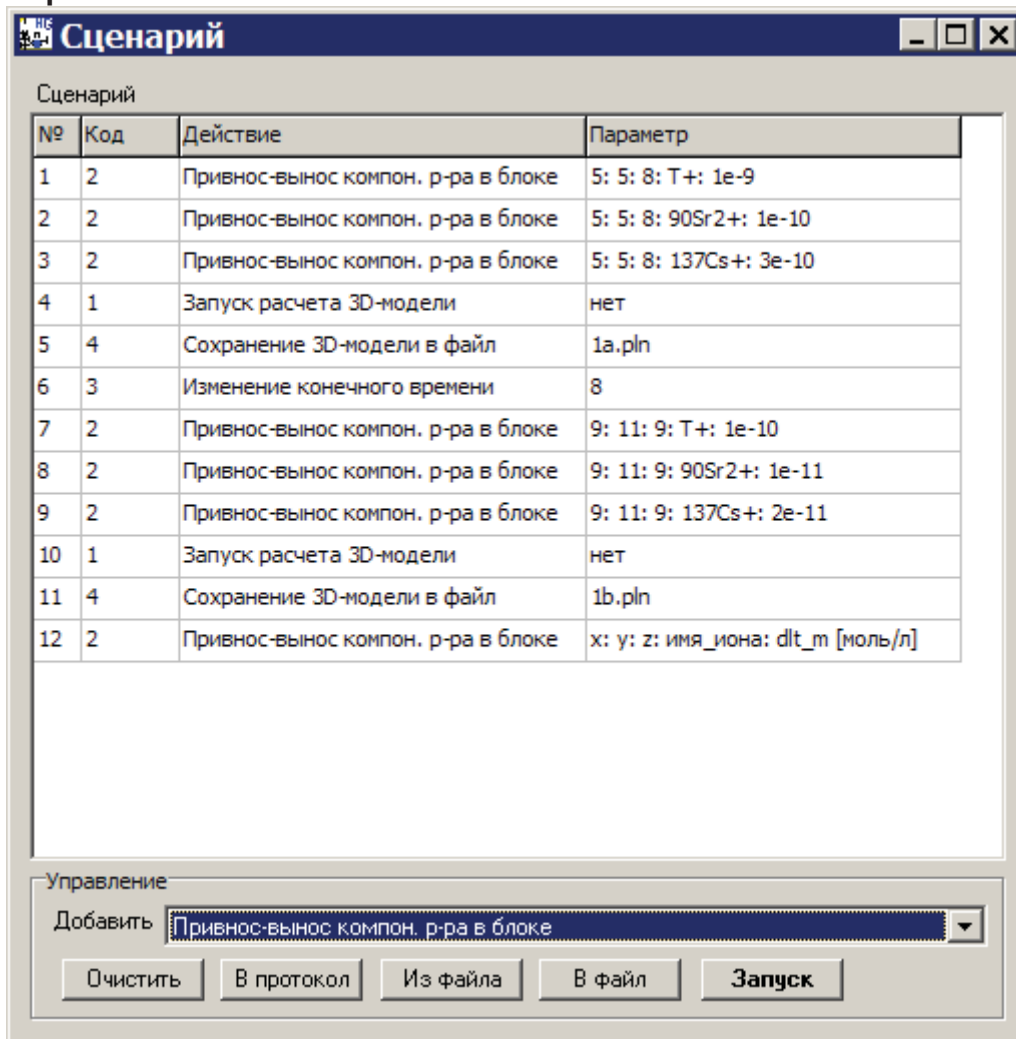 Сценарий
Сценарий
№ Код Действие Параметр
1 2 Привнос-вынос компон. р-ра в блоке 5: 5: 8: T+: 1e-9
2 2 Привнос-вынос компон. р-ра в блоке 5: 5: 8: 90Sr2+: 1e-10
3 2 Привнос-вынос компон. р-ра в блоке 5: 5: 8: 137Cs+: 3e-10
4 1 Запуск расчета 3D-модели нет
5 4 Сохранение 3D-модели в файл 1a.pln
6 3 Изменение конечного времени 8
7 2 Привнос-вынос компон. р-ра в блоке 9: 11: 9: T+: 1e-10
8 2 Привнос-вынос компон. р-ра в блоке 9: 11: 9: 90Sr2+: 1e-11
9 2 Привнос-вынос компон. р-ра в блоке 9: 11: 9: 137Cs+: 2e-11
10 1 Запуск расчета 3D-модели нет
11 4 Сохранение 3D-модели в файл 1b.pln
12 2 Привнос-вынос компон. р-ра в блоке x: y: z: имя_иона: dlt_m [моль/л]
Управление
Добавить Привнос-вынос компон. р-ра в блоке
Очистить В протокол Из файла В файл Запуск